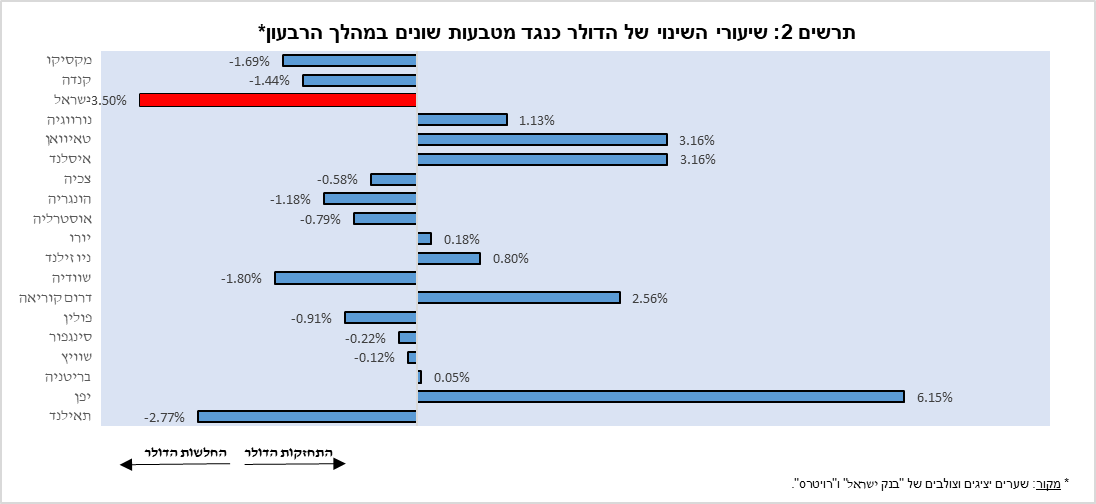 תרשים 2: שיעורי השינוי של הדולר כנגד מטבעות שונים במהלך הרבעון*
מקסיקו -1.69%
קנדה -1.44%
ישראל -3.50%
נורווגיה 1.13%
טאיוואן 3.16%
איסלנד 3.16%
צכיה -0.58%
הונגריה -1.18%
אוסטרליה -0.79%
יורו 0.18%
ניו זילנד 0.80%
שוודיה -1.80%
דרום קוריאה 2.56%
פולין -0.91%
סינגפור -0.22%
שוויץ -0.12%
בריטניה 0.05%
יפן 6.15%
תאילנד -2.77%
התחזקות הדולר החלשות הדולר
* מקור: שערים יציגים וצולבים של "בנק ישראל" ו"רויטרס".